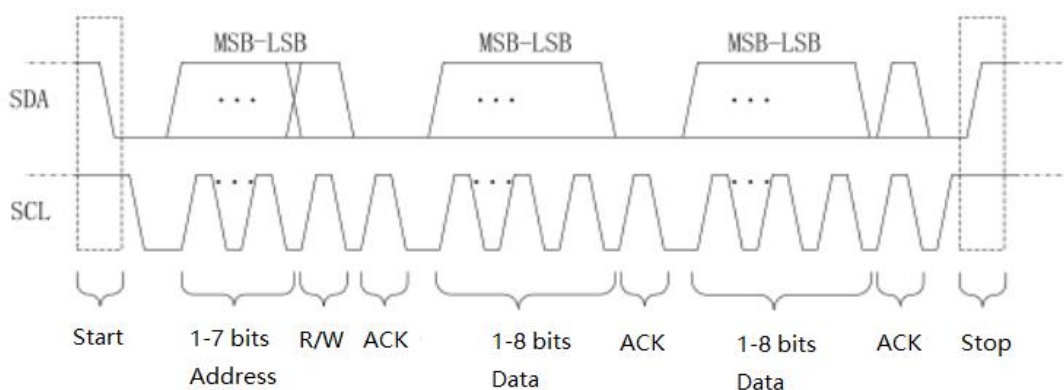 MSB-LSB MSB-LSB MSB-LSB
SDA
SCL
Start 1-7 bits R/W ACK 1-8 bits ACK 1-8 bits ACK Stop
Address Data Data